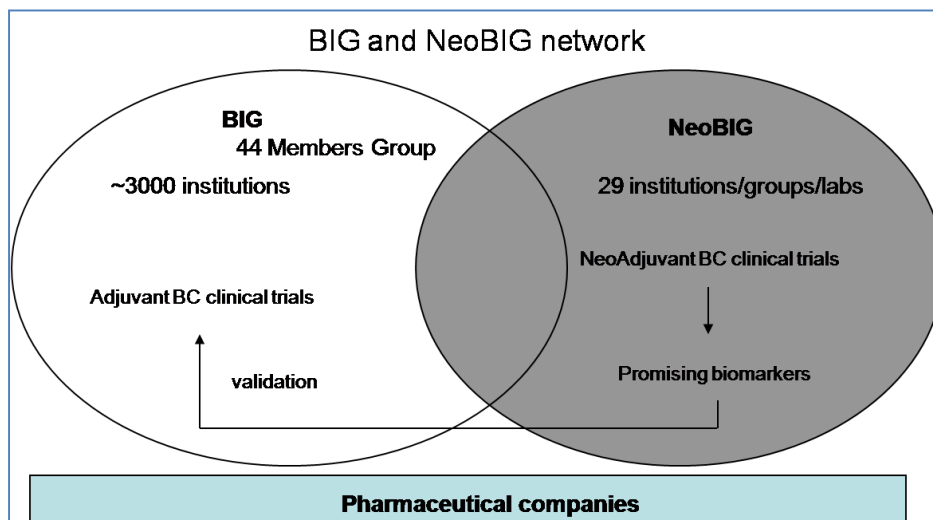 BIG and NeoBIG network
BIG
44 Members Group
~3000 institutions
Adjuvant BC clinical trials
validation
NeoBIG
29 institutions/groups/labs
NeoAdjuvant BC clinical trials
Promising biomarkers
Pharmaceutical companies